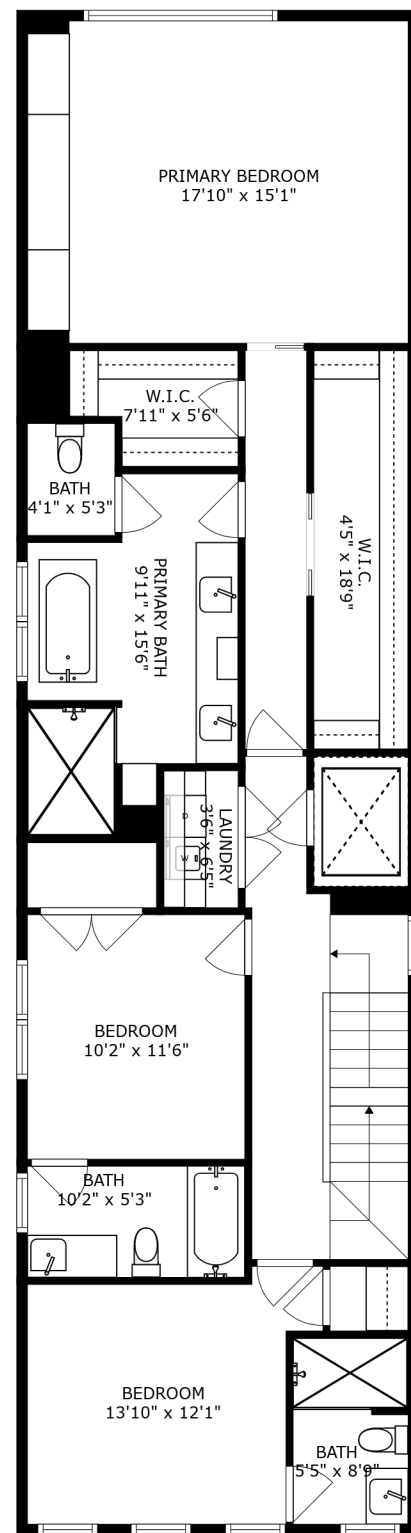 PRIMARY BEDROOM
17'10" x 15'1"
W.I.C.
7'11" x 5'6"
BATH
4'1" x 5'3"
W.I.C.
4'5" x 18'9"
PRIMARY BATH
9'11" x 15'6"
LAUNDRY
3'6" x 6'5"
D
W
BEDROOM
10'2" x 11'6"
BATH
10'2" x 5'3"
BEDROOM
13'10" x 12'1"
BATH
5'5" x 8'9"